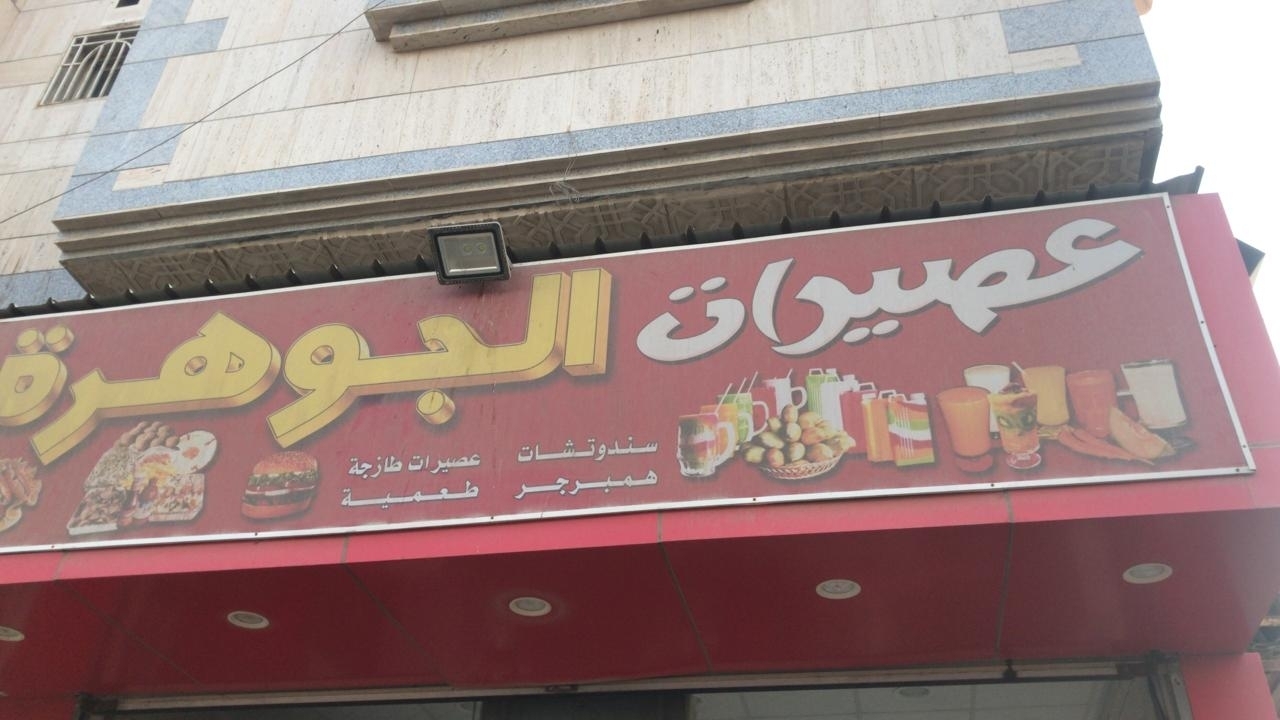 عصيرات الجوهرة
سندوتشات عصيرات طازجة
همبرجر طعمية